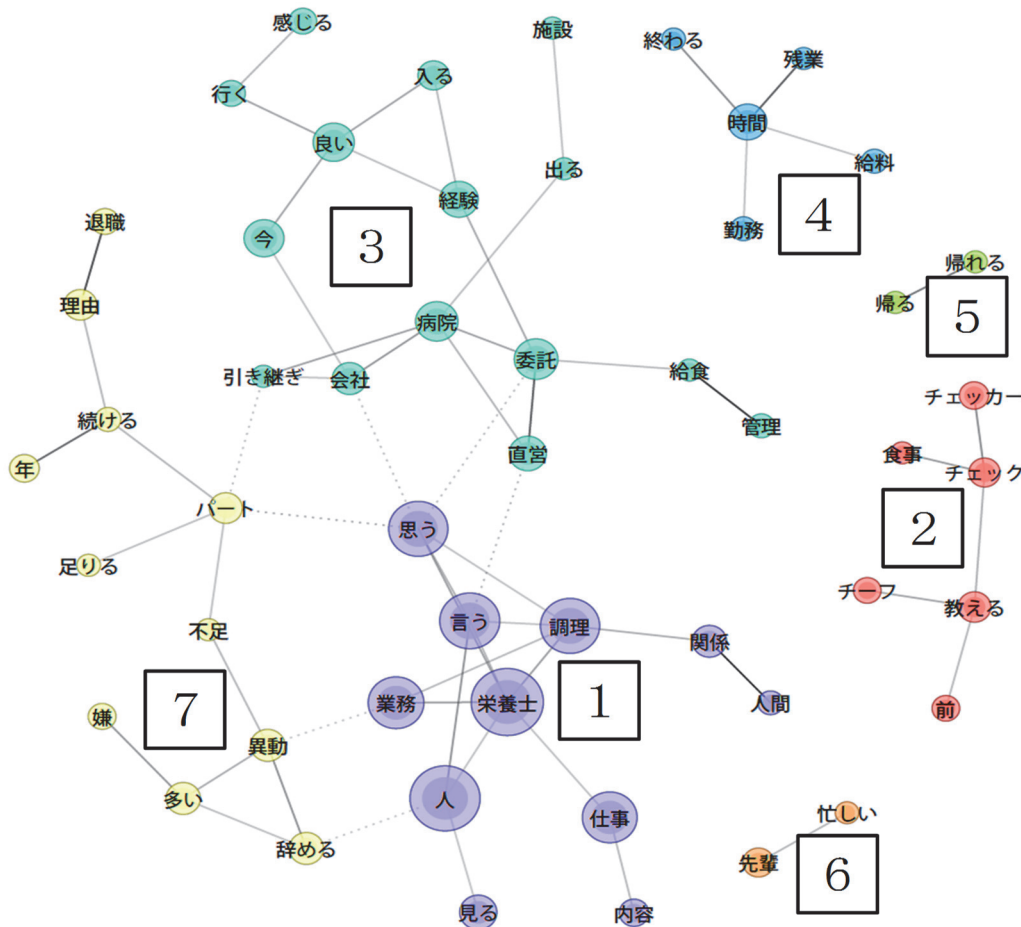 感じる
施設
終わる
残業
行く
入る
時間
良い
給料
出る
経験
4
勤務
退職
今
3
帰れる
理由
帰る
5
病院
委託
引き継ぎ
会社
給食
管理
チェッカー
続ける
直営
食事
チェック
年
パート
思う
2
足りる
チーフ
教える
不足
言う
調理
関係
7
業務
栄養士
1
人間
前
嫌
異動
多い
人
仕事
忙しい
辞める
先輩
6
見る
内容